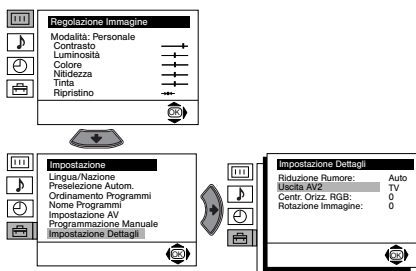 Regolazione Immagine
Modalità: Personale
Contrasto
Luminosità
Colore
Nitidezza
Tinta
Ripristino
OK
Impostazione
Lingua/Nazione
Preselezione Autom.
Ordinamento Programmi
Nome Programmi
Impostazione AV
Programmazione Manuale
Impostazione Dettagli
OK
Impostazione Dettagli
Riduzione Rumore: Auto
Uscita AV2 TV
Centr. Orizz. RGB: 0
Rotazione Immagine: 0
OK